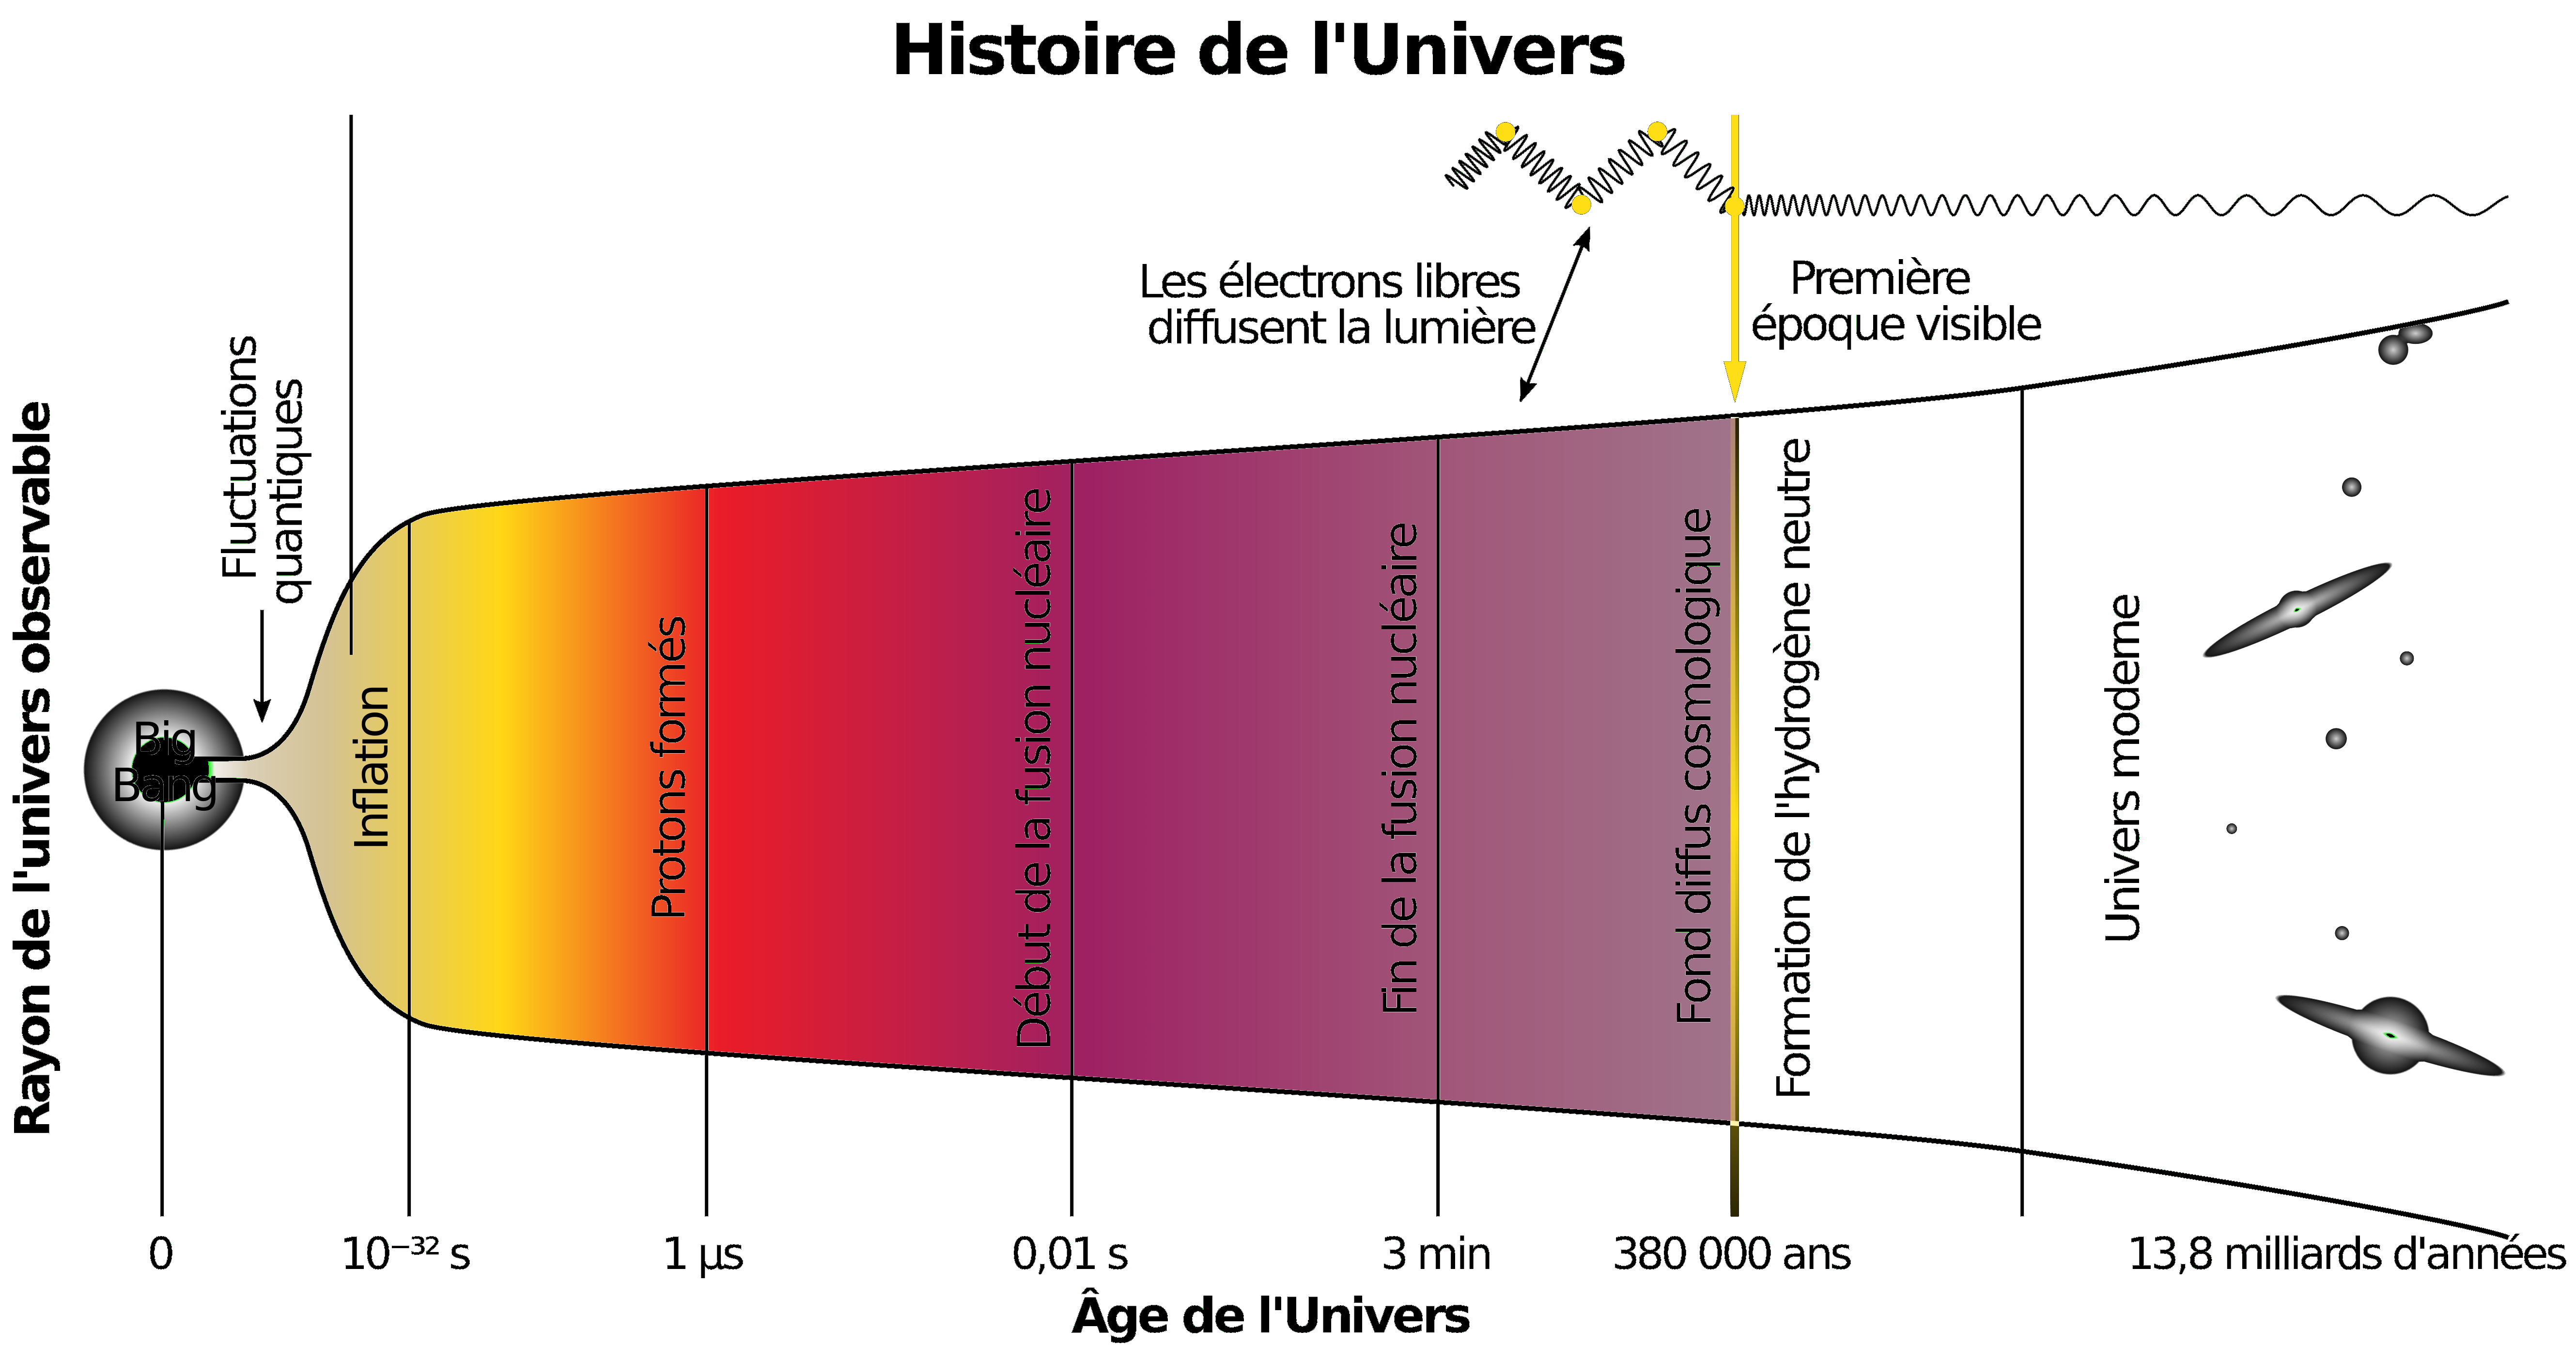 Histoire de l'Univers
Les électrons libres
diffusent la lumière
Première
époque visible
Rayon de l'univers observable
Fluctuations
quantiques
Big
Bang
Inflation
Protons formés
Début de la fusion nucléaire
Fin de la fusion nucléaire
Fond diffus cosmologique
Formation de l'hydrogène neutre
Univers moderne
0
10⁻³² s
1 µs
0,01 s
3 min
380 000 ans
13,8 milliards d'années
Âge de l'Univers